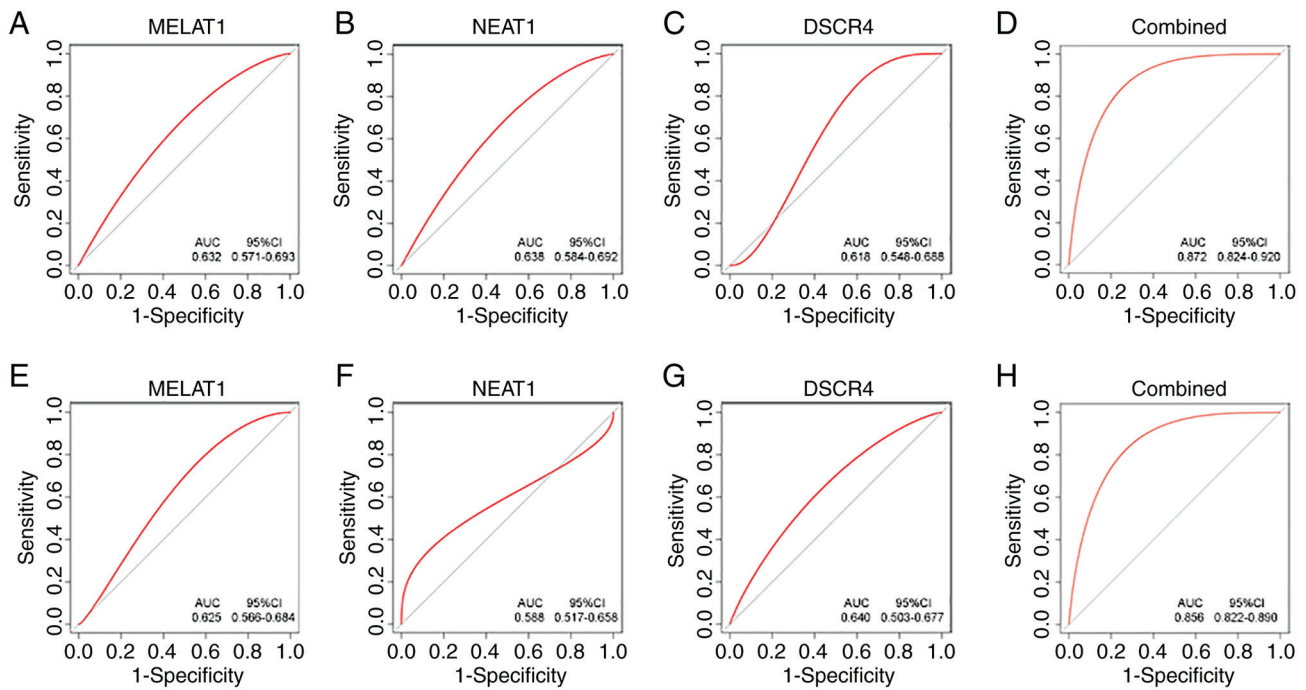 A
MELAT1
Sensitivity
1.0
0.8
0.6
0.4
0.2
0.0
AUC 95%CI
0.632 0.571-0.693
0.0 0.2 0.4 0.6 0.8 1.0
1-Specificity
B
NEAT1
Sensitivity
1.0
0.8
0.6
0.4
0.2
0.0
AUC 95%CI
0.638 0.584-0.692
0.0 0.2 0.4 0.6 0.8 1.0
1-Specificity
C
DSCR4
Sensitivity
1.0
0.8
0.6
0.4
0.2
0.0
AUC 95%CI
0.618 0.548-0.688
0.0 0.2 0.4 0.6 0.8 1.0
1-Specificity
D
Combined
Sensitivity
1.0
0.8
0.6
0.4
0.2
0.0
AUC 95%CI
0.872 0.824-0.920
0.0 0.2 0.4 0.6 0.8 1.0
1-Specificity
E
MELAT1
Sensitivity
1.0
0.8
0.6
0.4
0.2
0.0
AUC 95%CI
0.625 0.566-0.684
0.0 0.2 0.4 0.6 0.8 1.0
1-Specificity
F
NEAT1
Sensitivity
1.0
0.8
0.6
0.4
0.2
0.0
AUC 95%CI
0.588 0.517-0.658
0.0 0.2 0.4 0.6 0.8 1.0
1-Specificity
G
DSCR4
Sensitivity
1.0
0.8
0.6
0.4
0.2
0.0
AUC 95%CI
0.640 0.503-0.677
0.0 0.2 0.4 0.6 0.8 1.0
1-Specificity
H
Combined
Sensitivity
1.0
0.8
0.6
0.4
0.2
0.0
AUC 95%CI
0.856 0.822-0.890
0.0 0.2 0.4 0.6 0.8 1.0
1-Specificity